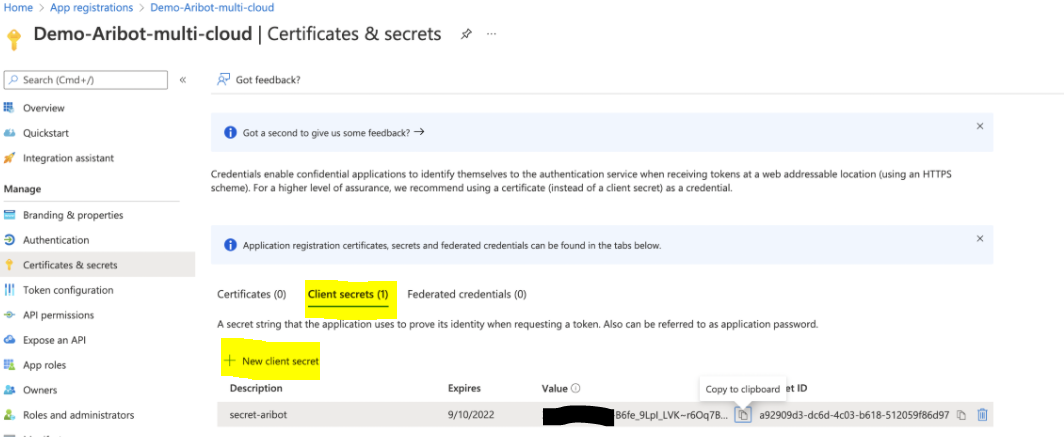 Home > App registrations > Demo-Aribot-multi-cloud
Demo-Aribot-multi-cloud | Certificates & secrets
Search (Cmd+/)
Got feedback?
Overview
Quickstart
Integration assistant
Got a second to give us some feedback? →
Credentials enable confidential applications to identify themselves to the authentication service when receiving tokens at a web addressable location (using an HTTPS
scheme). For a higher level of assurance, we recommend using a certificate (instead of a client secret) as a credential.
Manage
Branding & properties
Authentication
Certificates & secrets
Token configuration
API permissions
Expose an API
App roles
Owners
Roles and administrators
Application registration certificates, secrets and federated credentials can be found in the tabs below.
Certificates (0) Client secrets (1) Federated credentials (0)
A secret string that the application uses to prove its identity when requesting a token. Also can be referred to as application password.
+ New client secret
Description Expires Value Copy to clipboard et ID
secret-aribot 9/10/2022 B6fe_9LpI_LVK~r6Oq7B... a92909d3-dc6d-4c03-b618-512059f86d97